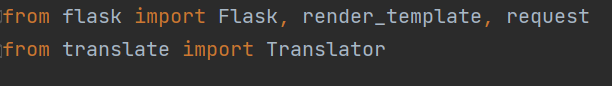 from flask import Flask, render_template, request
from translate import Translator